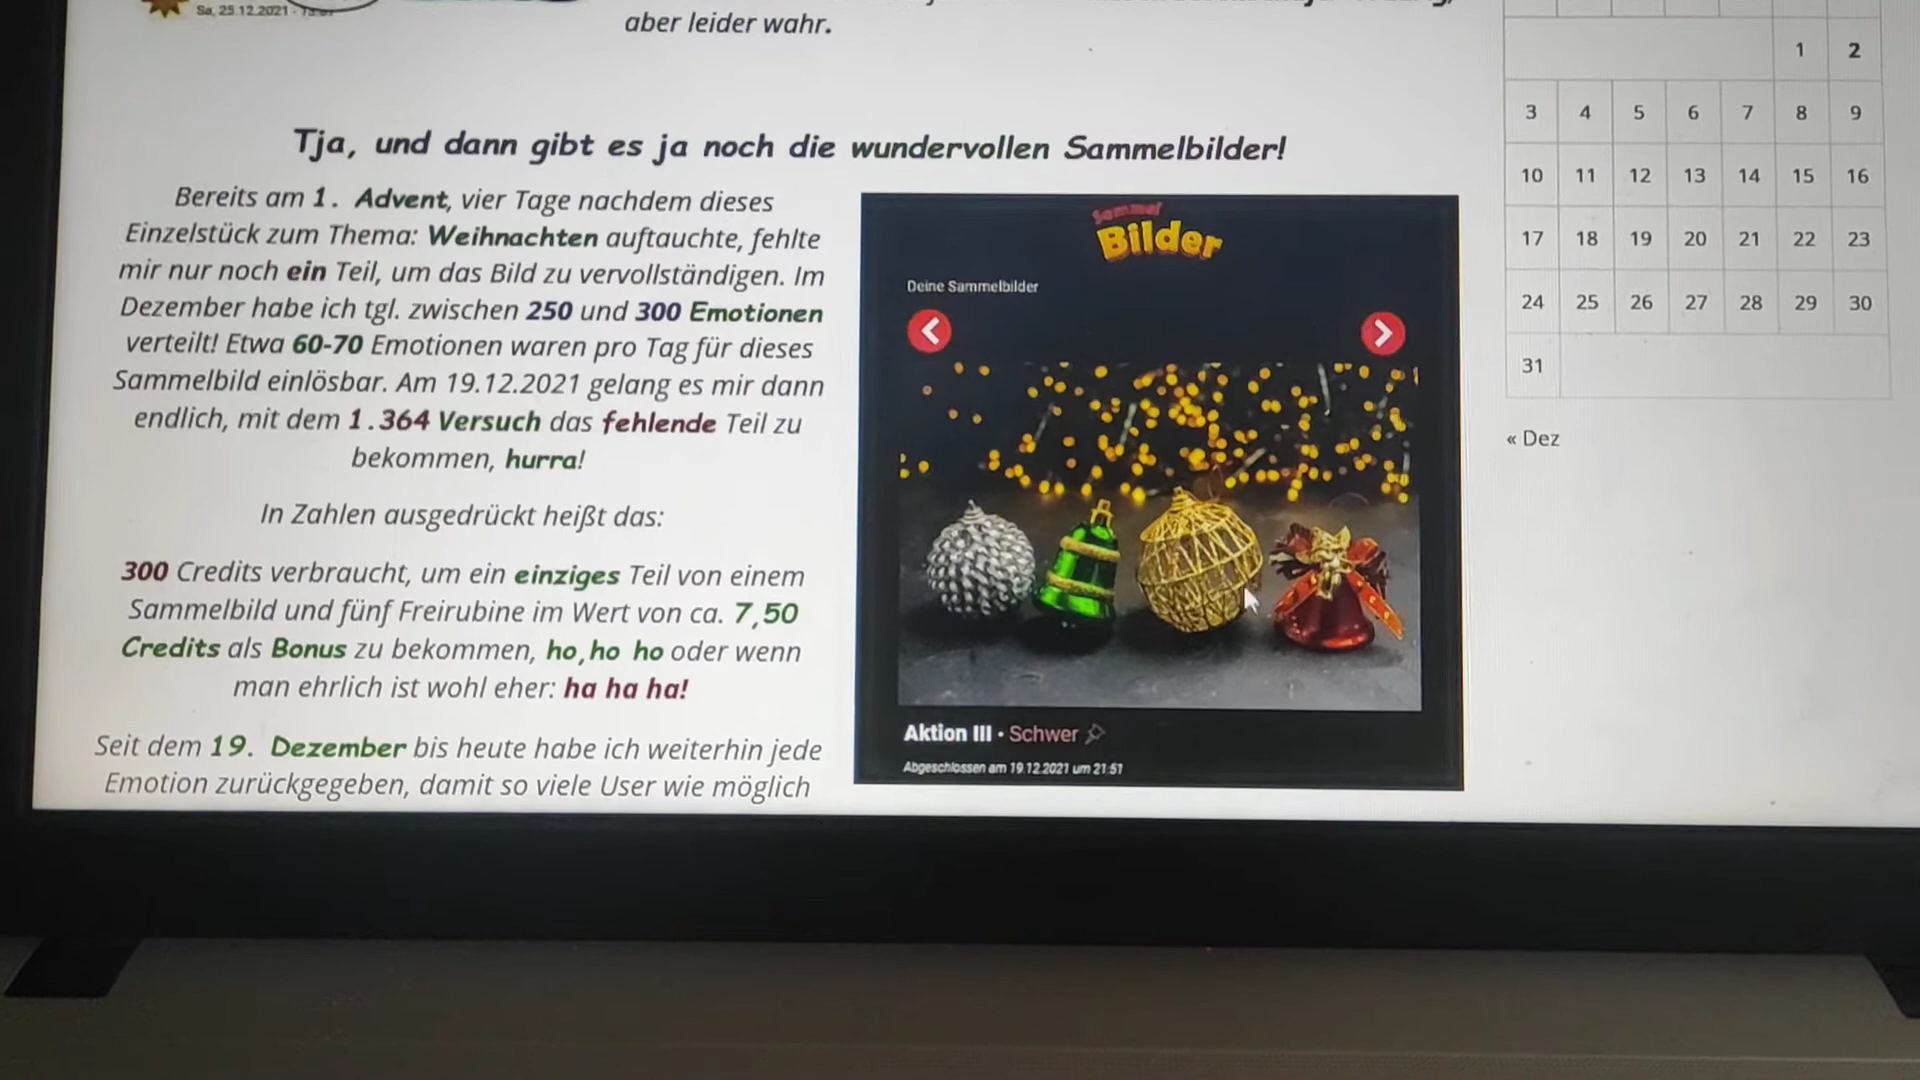 Sa, 25.12.2021 -
aber leider wahr.
Tja, und dann gibt es ja noch die wundervollen Sammelbilder!
Bereits am 1. Advent, vier Tage nachdem dieses
Einzelstück zum Thema: Weihnachten auftauchte, fehlte
mir nur noch ein Teil, um das Bild zu vervollständigen. Im
Dezember habe ich tgl. zwischen 250 und 300 Emotionen
verteilt! Etwa 60-70 Emotionen waren pro Tag für dieses
Sammelbild einlösbar. Am 19.12.2021 gelang es mir dann
endlich, mit dem 1.364 Versuch das fehlende Teil zu
bekommen, hurra!
In Zahlen ausgedrückt heißt das:
300 Credits verbraucht, um ein einziges Teil von einem
Sammelbild und fünf Freirubine im Wert von ca. 7,50
Credits als Bonus zu bekommen, ho,ho ho oder wenn
man ehrlich ist wohl eher: ha ha ha!
Seit dem 19. Dezember bis heute habe ich weiterhin jede
Emotion zurückgegeben, damit so viele User wie möglich
Sammel
Bilder
Deine Sammelbilder
Aktion III • Schwer
Abgeschlossen am 19.12.2021 um 21:51
1 2
3 4 5 6 7 8 9
10 11 12 13 14 15 16
17 18 19 20 21 22 23
24 25 26 27 28 29 30
31
« Dez